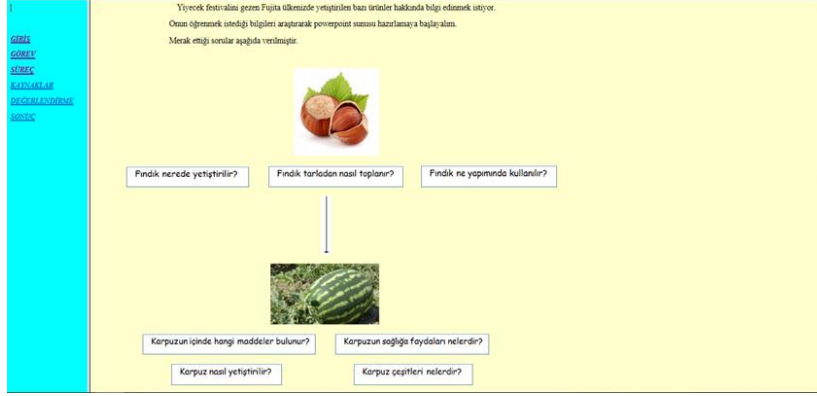 GİRİŞ
GÖREV
SÜREÇ
KAYNAKLAR
DEĞERLENDİRME
SONUÇ
Yiyecek festivalini gezen Fujita ülkenizde yetiştirilen bazı ürünler hakkında bilgi edinmek istiyor.
Onun öğrenmek istediği bilgileri araştırarak powerpoint sunusu hazırlamaya başlayalım.
Merak ettiği sorular aşağıda verilmiştir.
Fındık nerede yetiştirilir?
Fındık tarladan nasıl toplanır?
Fındık ne yapımında kullanılır?
Karpuzun içinde hangi maddeler bulunur?
Karpuzun sağlığa faydaları nelerdir?
Karpuz nasıl yetiştirilir?
Karpuz çeşitleri nelerdir?